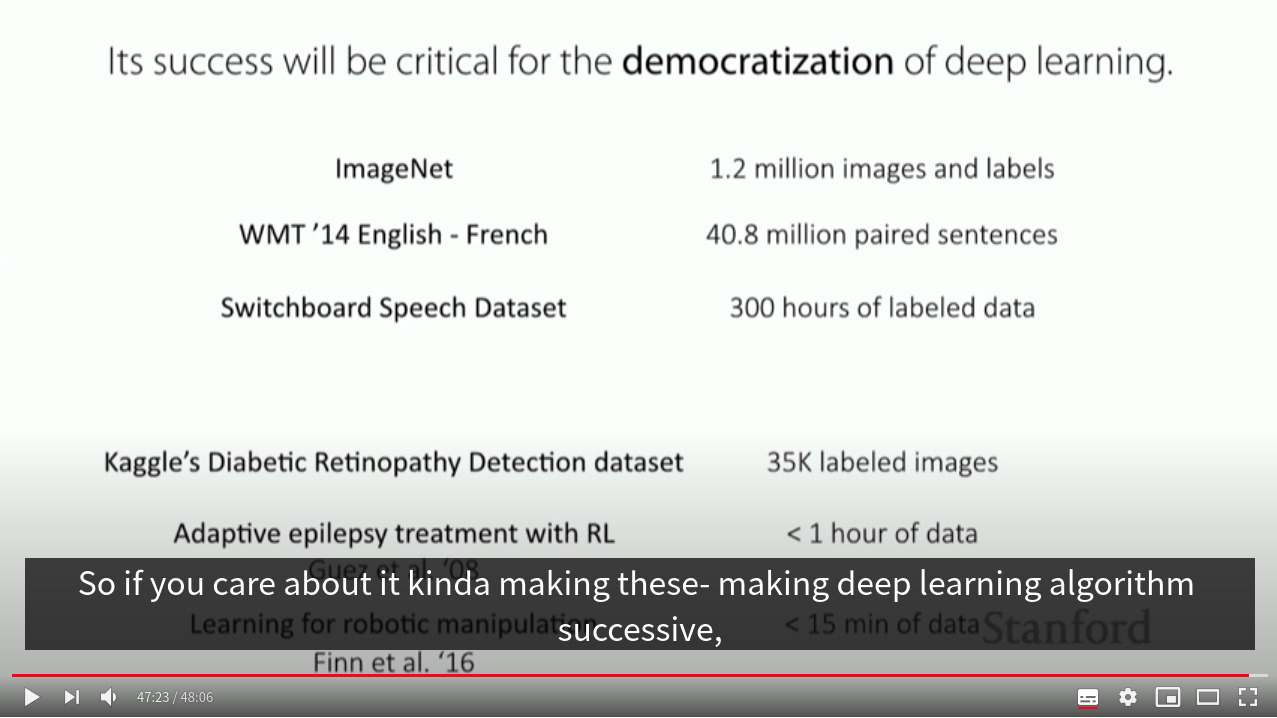 Its success will be critical for the democratization of deep learning.
ImageNet 1.2 million images and labels
WMT ’14 English - French 40.8 million paired sentences
Switchboard Speech Dataset 300 hours of labeled data
Kaggle’s Diabetic Retinopathy Detection dataset 35K labeled images
Adaptive epilepsy treatment with RL < 1 hour of data
Guez et al. ‘08
So if you care about it kinda making these- making deep learning algorithm
successive,
Learning for robotic manipulation < 15 min of data
Stanford
Finn et al. ‘16
47:23 / 48:06